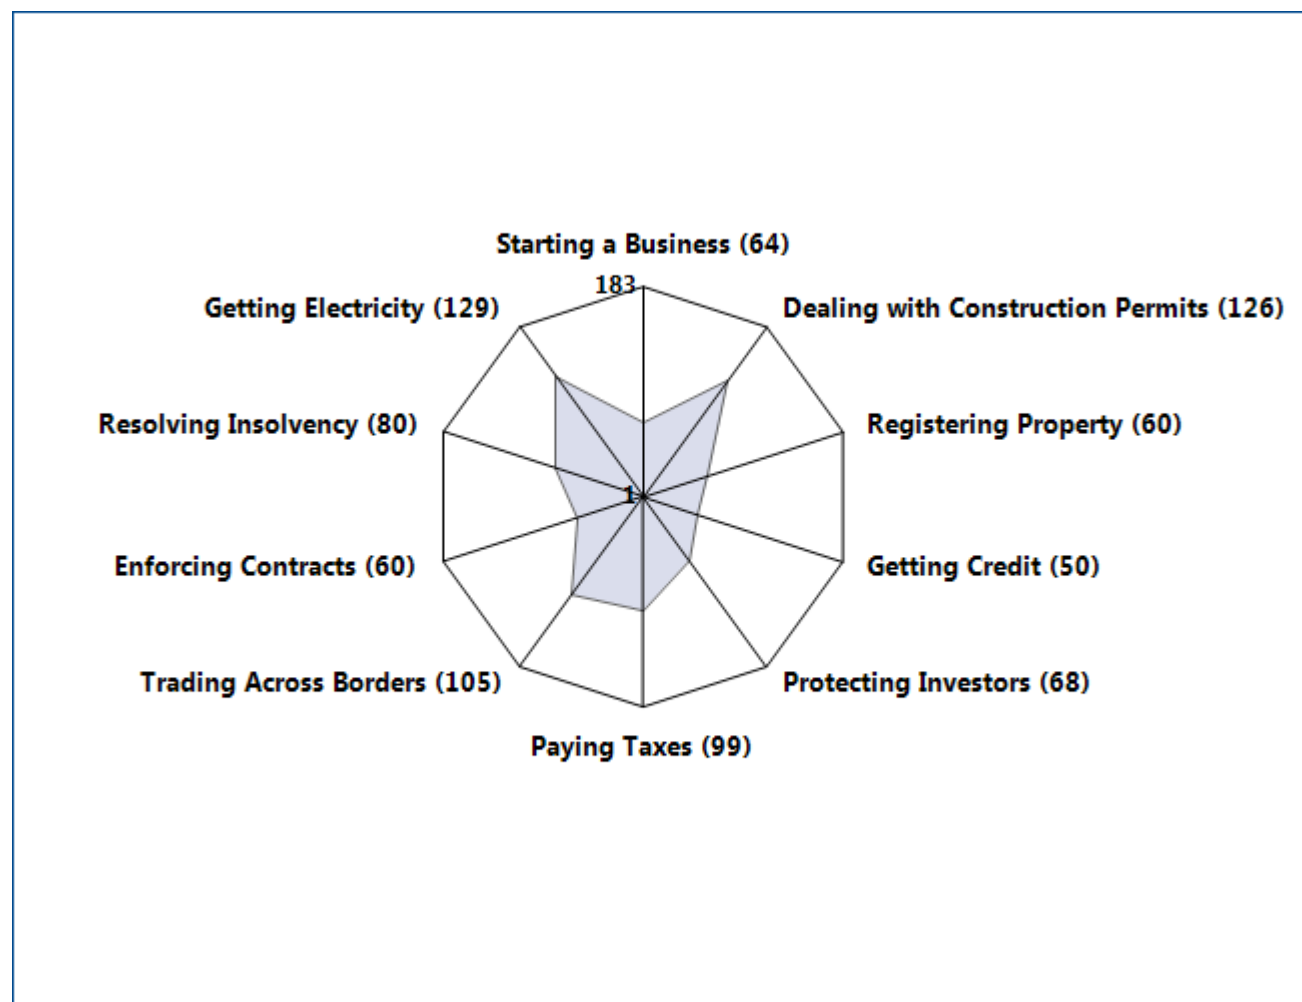 Starting a Business (64)
183
Getting Electricity (129)
Dealing with Construction Permits (126)
Resolving Insolvency (80)
Registering Property (60)
1
Enforcing Contracts (60)
Getting Credit (50)
Trading Across Borders (105)
Protecting Investors (68)
Paying Taxes (99)